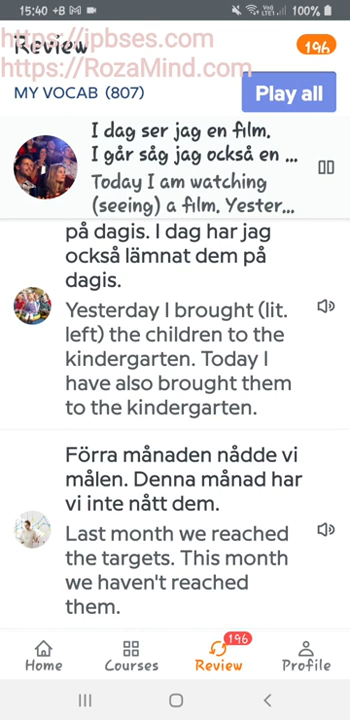 15:40 +B M
Vo) LTE1 100%
https://jpbses.com
Review
196
https://RozaMind.com
MY VOCAB (807)
Play all
I dag ser jag en film.
I går såg jag också en ...
Today I am watching
(seeing) a film. Yester...
på dagis. I dag har jag
också lämnat dem på
dagis.
Yesterday I brought (lit.
left) the children to the
kindergarten. Today I
have also brought them
to the kindergarten.
Förra månaden nådde vi
målen. Denna månad har
vi inte nått dem.
Last month we reached
the targets. This month
we haven't reached
them.
196
Home Courses Review Profile